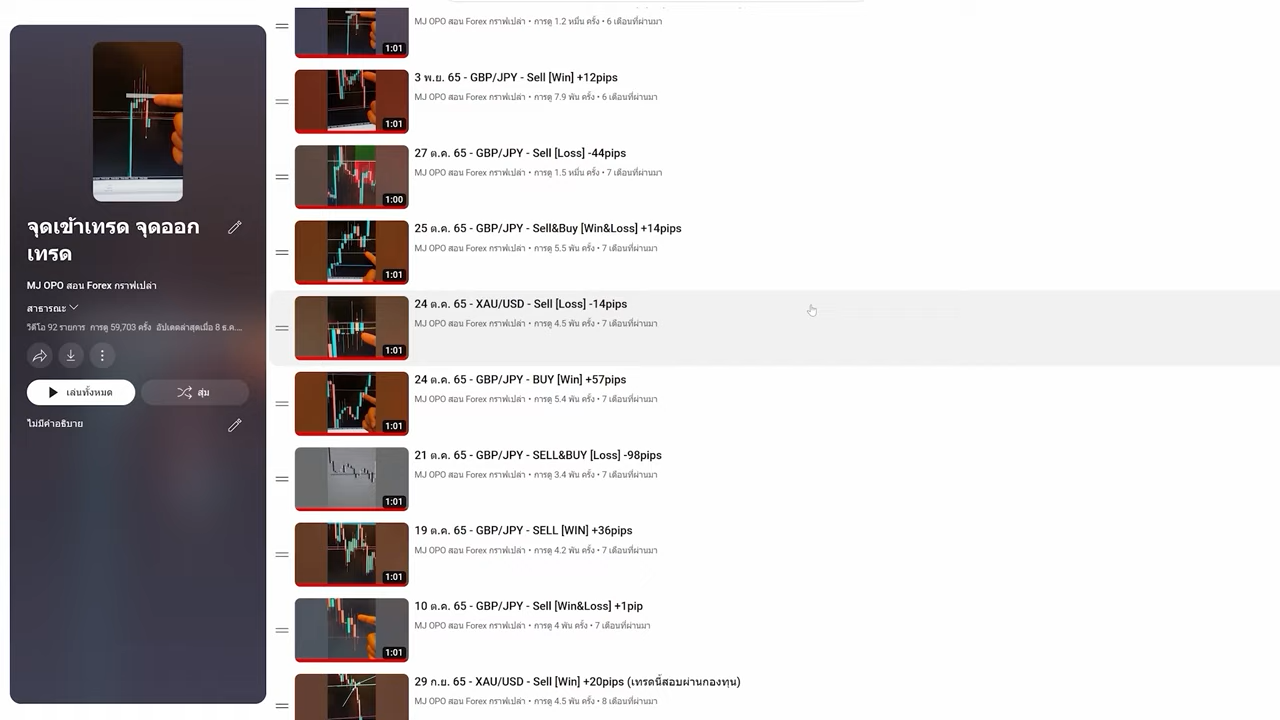 จุดเข้าเทรด จุดออก
เทรด
MJ OPO สอน Forex กราฟเปล่า
สาธารณะ
วิดีโอ 92 รายการ การดู 59,703 ครั้ง อัปเดตล่าสุดเมื่อ 8 ธ.ค....
เล่นทั้งหมด
สุ่ม
ไม่มีคำอธิบาย
MJ OPO สอน Forex กราฟเปล่า • การดู 1.2 หมื่น ครั้ง • 6 เดือนที่ผ่านมา
1:01
3 พ.ย. 65 - GBP/JPY - Sell [Win] +12pips
MJ OPO สอน Forex กราฟเปล่า • การดู 7.9 พัน ครั้ง • 6 เดือนที่ผ่านมา
1:01
27 ต.ค. 65 - GBP/JPY - Sell [Loss] -44pips
MJ OPO สอน Forex กราฟเปล่า • การดู 1.5 หมื่น ครั้ง • 7 เดือนที่ผ่านมา
1:00
25 ต.ค. 65 - GBP/JPY - Sell&Buy [Win&Loss] +14pips
MJ OPO สอน Forex กราฟเปล่า • การดู 5.5 พัน ครั้ง • 7 เดือนที่ผ่านมา
1:01
24 ต.ค. 65 - XAU/USD - Sell [Loss] -14pips
MJ OPO สอน Forex กราฟเปล่า • การดู 4.5 พัน ครั้ง • 7 เดือนที่ผ่านมา
1:01
24 ต.ค. 65 - GBP/JPY - BUY [Win] +57pips
MJ OPO สอน Forex กราฟเปล่า • การดู 5.4 พัน ครั้ง • 7 เดือนที่ผ่านมา
1:01
21 ต.ค. 65 - GBP/JPY - SELL&BUY [Loss] -98pips
MJ OPO สอน Forex กราฟเปล่า • การดู 3.4 พัน ครั้ง • 7 เดือนที่ผ่านมา
1:01
19 ต.ค. 65 - GBP/JPY - SELL [WIN] +36pips
MJ OPO สอน Forex กราฟเปล่า • การดู 4.2 พัน ครั้ง • 7 เดือนที่ผ่านมา
1:01
10 ต.ค. 65 - GBP/JPY - Sell [Win&Loss] +1pip
MJ OPO สอน Forex กราฟเปล่า • การดู 4 พัน ครั้ง • 7 เดือนที่ผ่านมา
1:01
29 ก.ย. 65 - XAU/USD - Sell [Win] +20pips (เทรดนี้สอบผ่านกองทุน)
MJ OPO สอน Forex กราฟเปล่า • การดู 4.5 พัน ครั้ง • 8 เดือนที่ผ่านมา